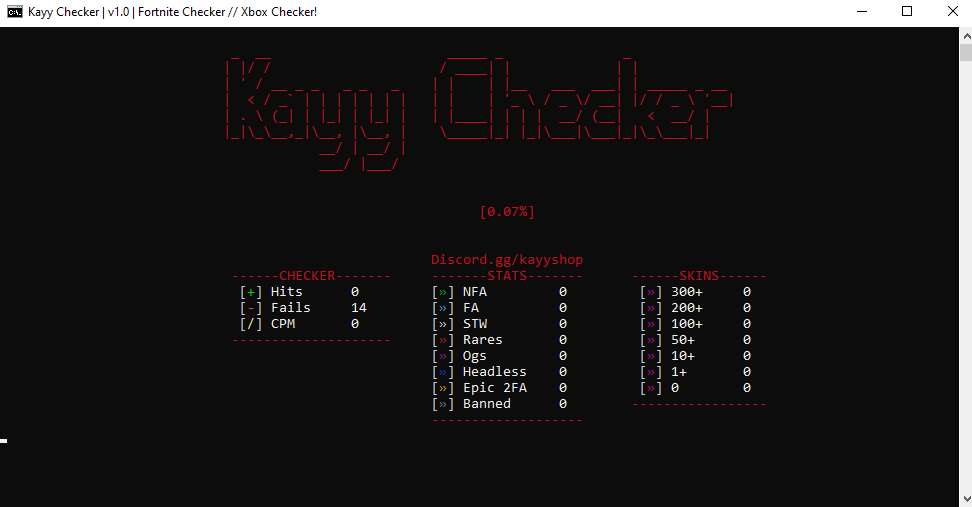 Kayy Checker | v1.0 | Fortnite Checker // Xbox Checker!
Kayy Checker
[0.07%]
Discord.gg/kayyshop
------CHECKER-------
[+] Hits 0
[-] Fails 14
[/] CPM 0
--------------------
-------STATS-------
[»] NFA 0
[»] FA 0
[»] STW 0
[»] Rares 0
[»] Ogs 0
[»] Headless 0
[»] Epic 2FA 0
[»] Banned 0
-------------------
------SKINS------
[»] 300+ 0
[»] 200+ 0
[»] 100+ 0
[»] 50+ 0
[»] 10+ 0
[»] 1+ 0
[»] 0 0
-----------------